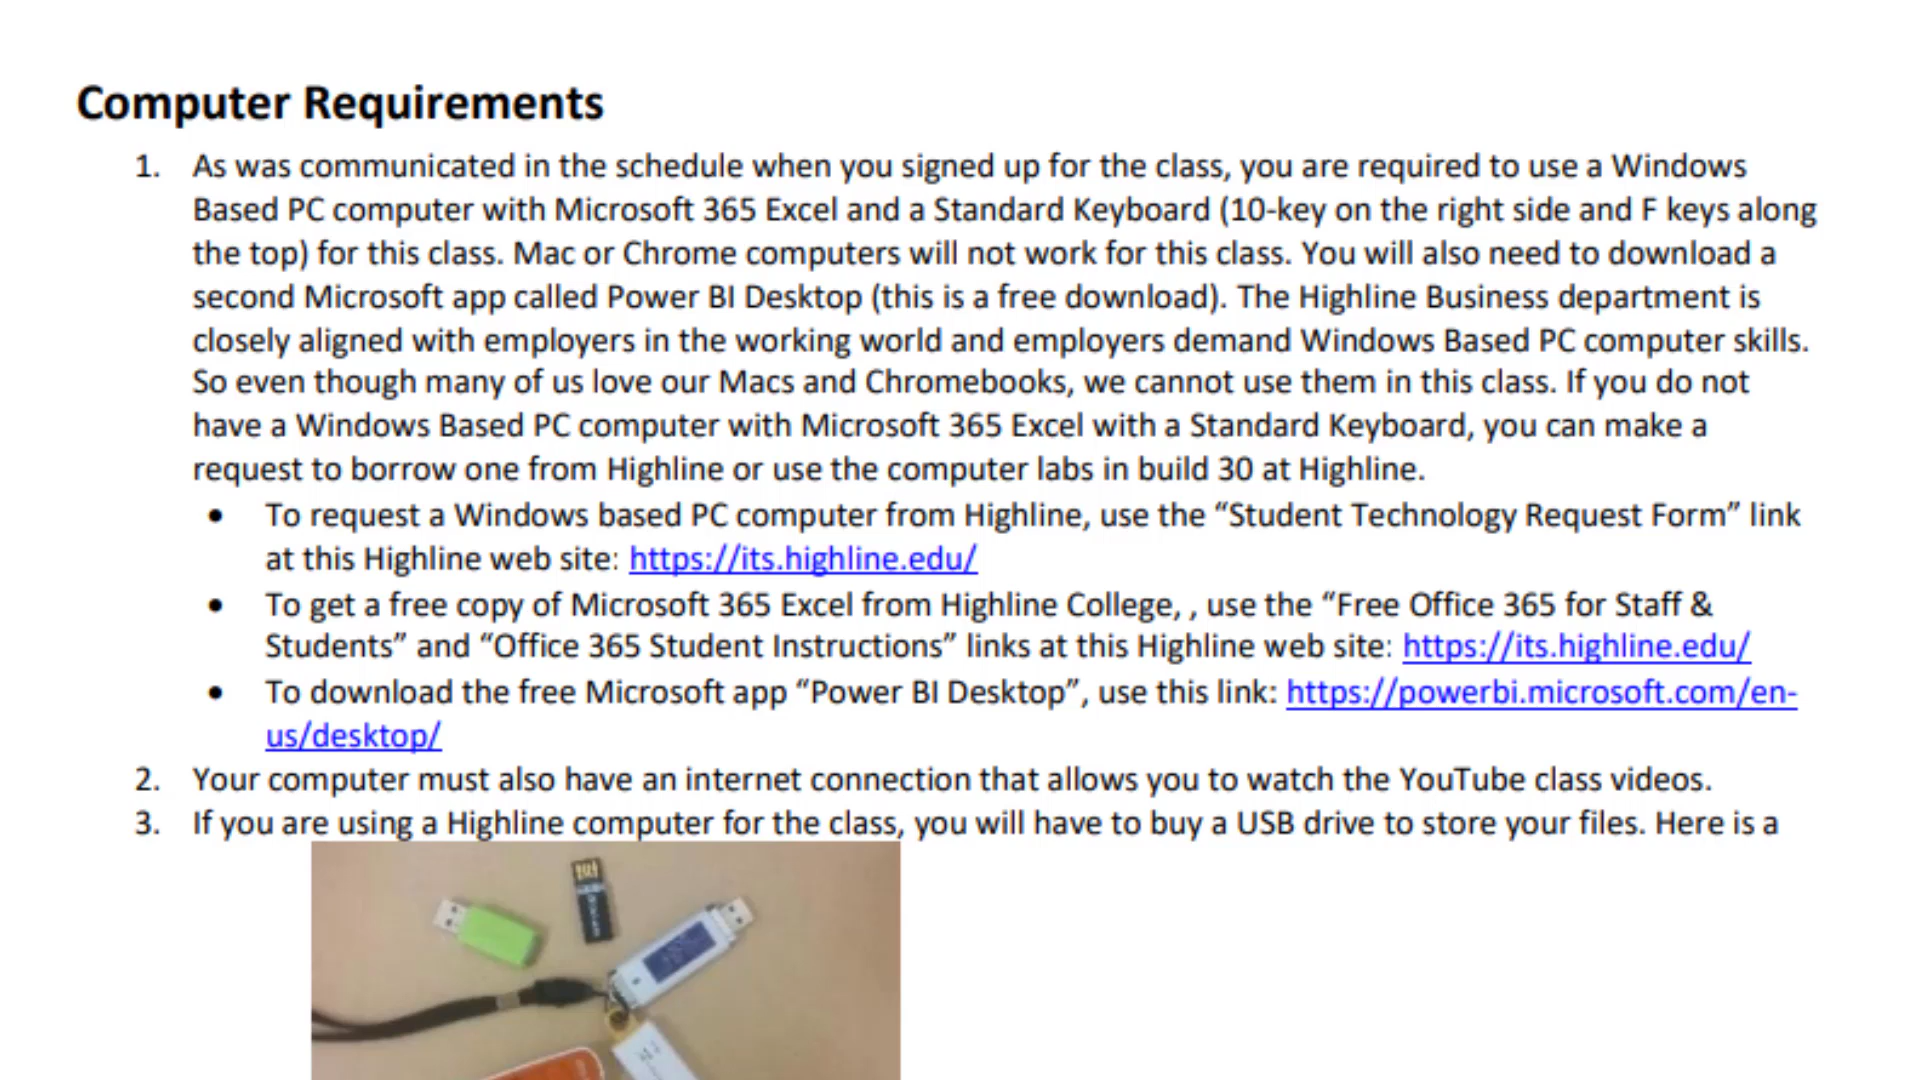 Computer Requirements
1. As was communicated in the schedule when you signed up for the class, you are required to use a Windows
Based PC computer with Microsoft 365 Excel and a Standard Keyboard (10-key on the right side and F keys along
the top) for this class. Mac or Chrome computers will not work for this class. You will also need to download a
second Microsoft app called Power BI Desktop (this is a free download). The Highline Business department is
closely aligned with employers in the working world and employers demand Windows Based PC computer skills.
So even though many of us love our Macs and Chromebooks, we cannot use them in this class. If you do not
have a Windows Based PC computer with Microsoft 365 Excel with a Standard Keyboard, you can make a
request to borrow one from Highline or use the computer labs in build 30 at Highline.
• To request a Windows based PC computer from Highline, use the “Student Technology Request Form” link
at this Highline web site: https://its.highline.edu/
• To get a free copy of Microsoft 365 Excel from Highline College, , use the “Free Office 365 for Staff &
Students” and “Office 365 Student Instructions” links at this Highline web site: https://its.highline.edu/
• To download the free Microsoft app “Power BI Desktop”, use this link: https://powerbi.microsoft.com/en-
us/desktop/
2. Your computer must also have an internet connection that allows you to watch the YouTube class videos.
3. If you are using a Highline computer for the class, you will have to buy a USB drive to store your files. Here is a